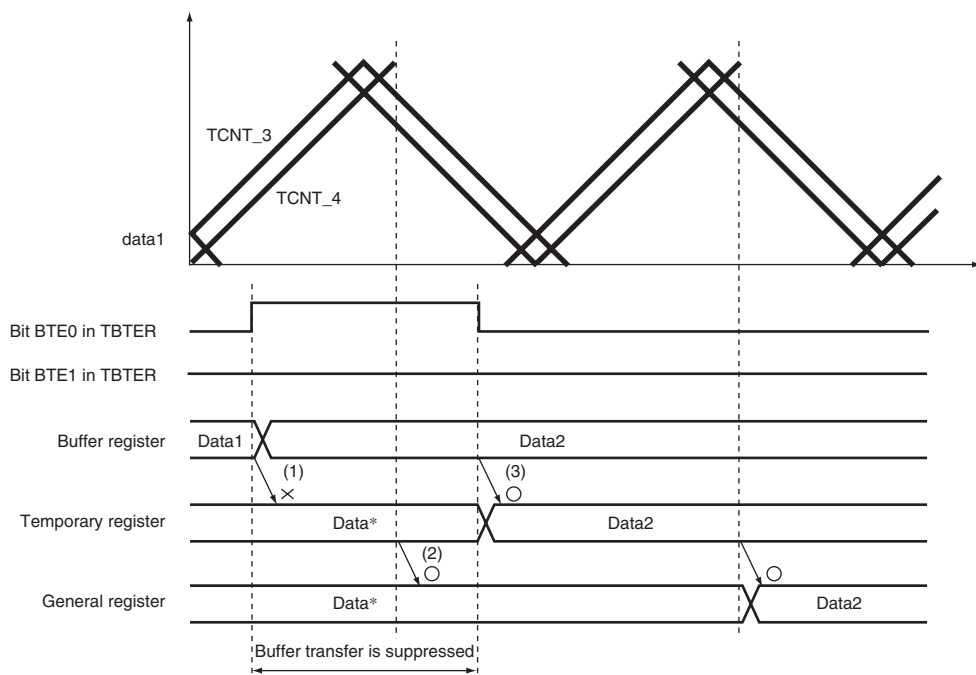 TCNT_3
TCNT_4
data1
Bit BTE0 in TBTER
Bit BTE1 in TBTER
Buffer register
Data1
Data2
(1)
(3)
Temporary register
Data*
Data2
(2)
General register
Data*
Data2
Buffer transfer is suppressed